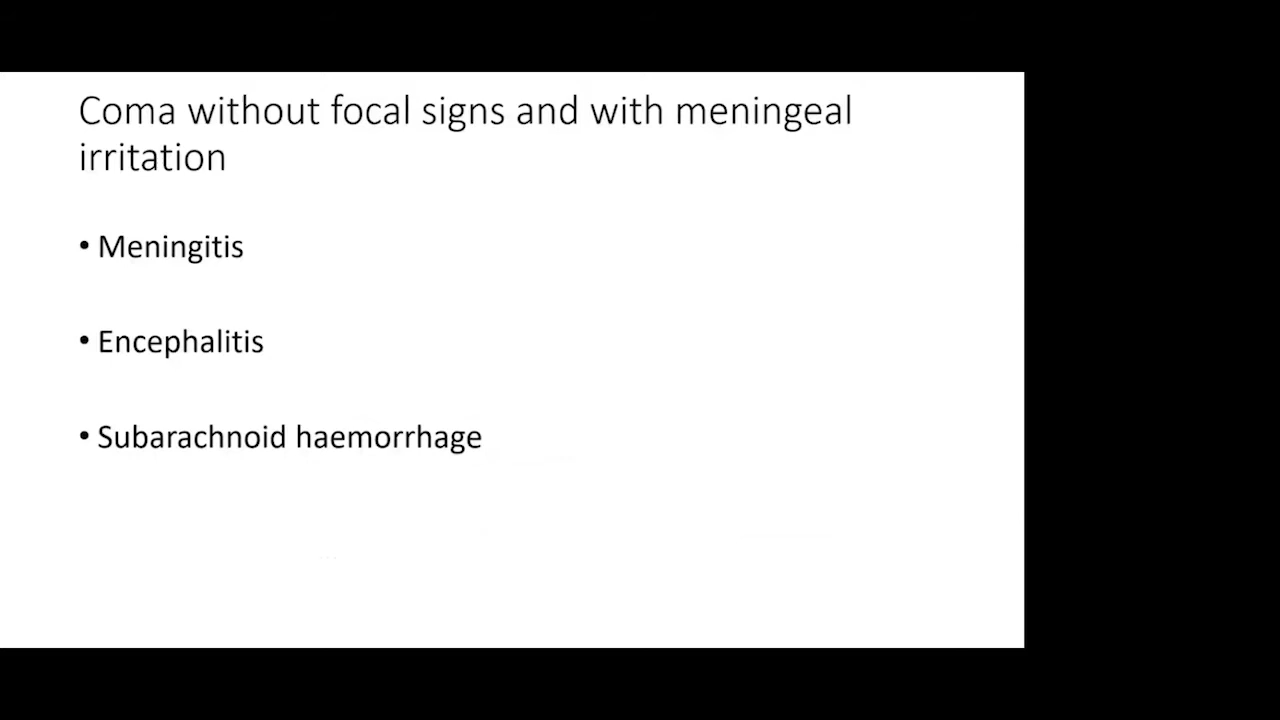 Coma without focal signs and with meningeal
irritation
• Meningitis
• Encephalitis
• Subarachnoid haemorrhage